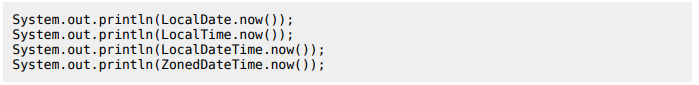 System.out.println(LocalDate.now());
System.out.println(LocalTime.now());
System.out.println(LocalDateTime.now());
System.out.println(ZonedDateTime.now());